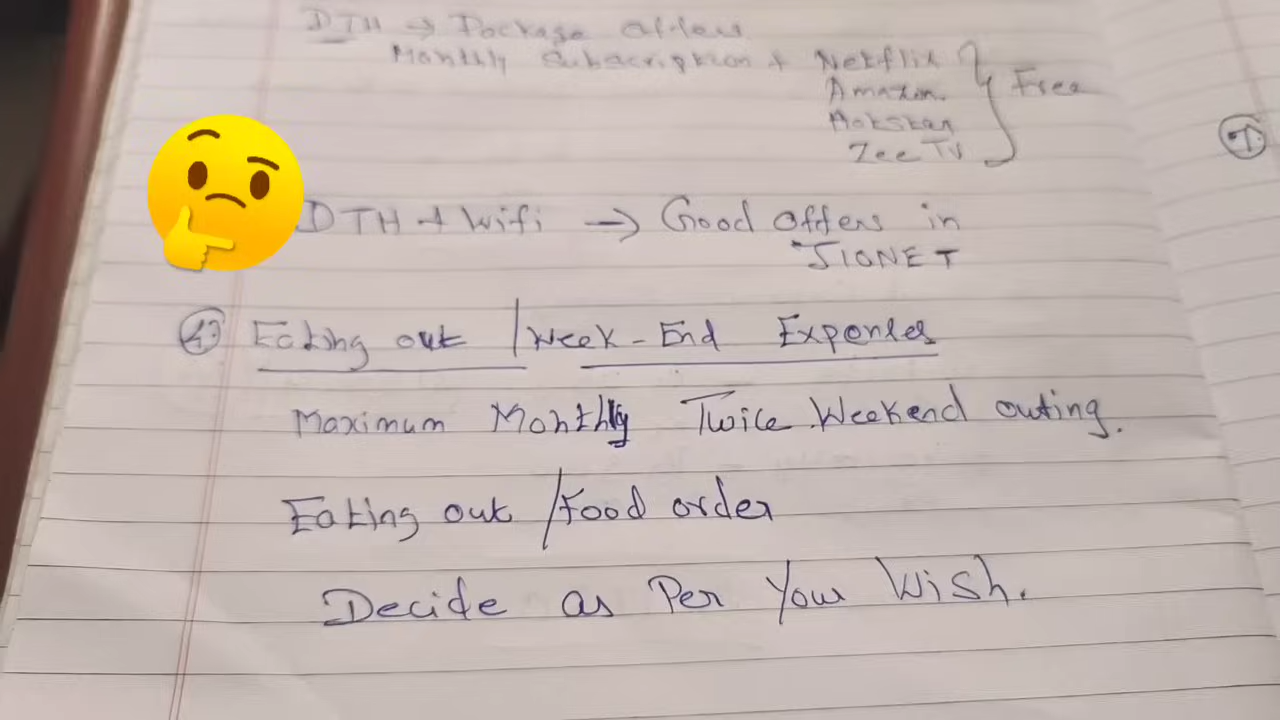 DTH → Package offers
Monthly Subscription + Netflix } Free
Amazon
Hotstar
Zee TV
DTH + Wifi → Good offers in
JIONET
Eating out / Week-End Expenses
Maximum Monthly Twice Weekend outing.
Eating out / Food order
Decide as Per Your Wish.